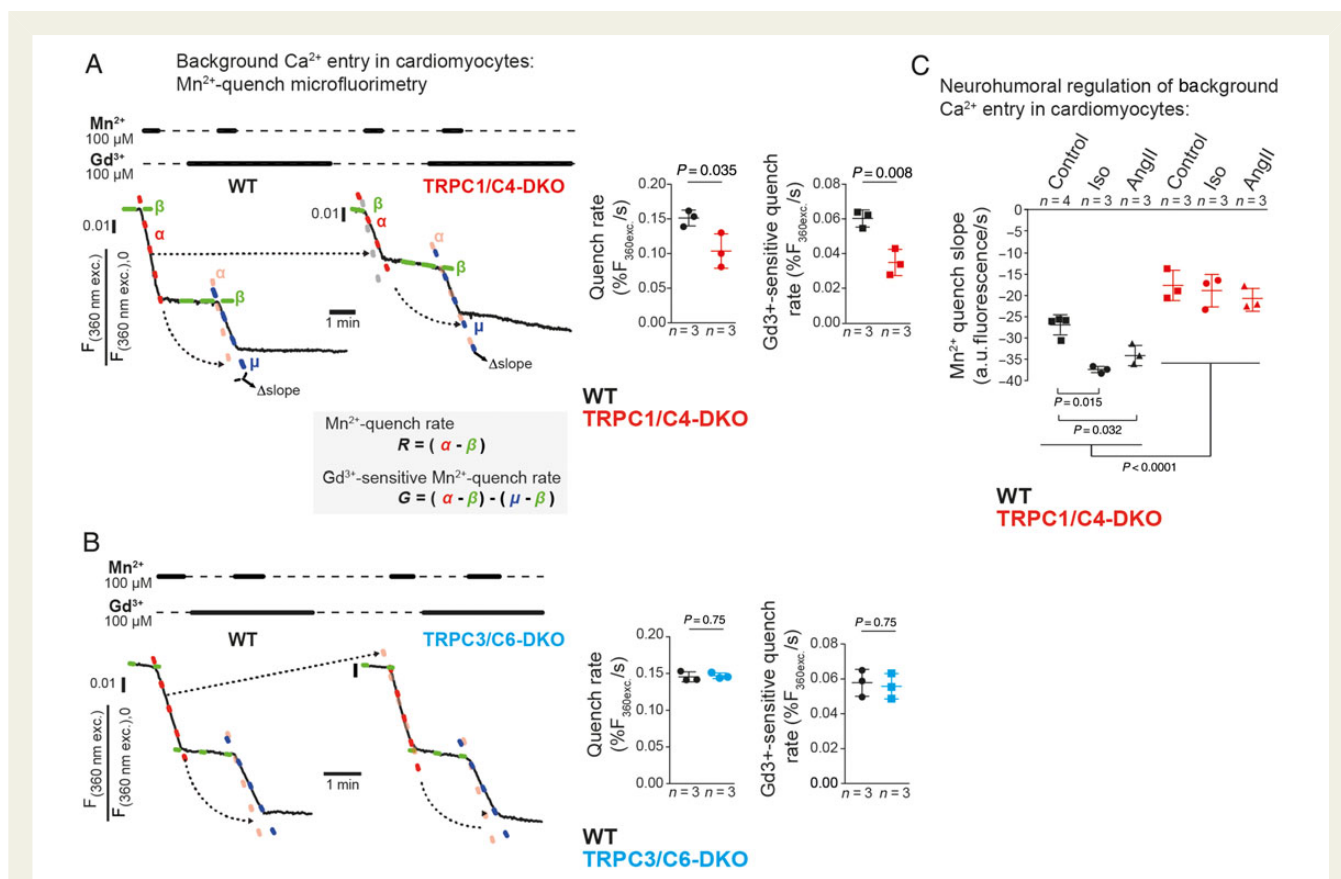 A
Background Ca²⁺ entry in cardiomyocytes:
Mn²⁺-quench microfluorimetry
Mn²⁺
100 µM
Gd³⁺
100 µM
WT
TRPC1/C4-DKO
β
α
0.01
α
β
F(360 nm exc.)
F(360 nm exc.),0
µ
Δslope
1 min
0.01
β
α
α
β
µ
Δslope
Mn²⁺-quench rate
R = ( α - β )
Gd³⁺-sensitive Mn²⁺-quench rate
G = ( α - β ) - ( µ - β )
Quench rate
(%F360exc./s)
P = 0.035
0.20
0.15
0.10
0.05
0.00
n = 3 n = 3
Gd3+-sensitive quench
rate (%F360exc./s)
P = 0.008
0.08
0.06
0.04
0.02
0.00
n = 3 n = 3
WT
TRPC1/C4-DKO
B
Mn²⁺
100 µM
Gd³⁺
100 µM
WT
TRPC3/C6-DKO
0.01
F(360 nm exc.)
F(360 nm exc.),0
1 min
Quench rate
(%F360exc./s)
P = 0.75
0.20
0.15
0.10
0.05
0.00
n = 3 n = 3
Gd3+-sensitive quench
rate (%F360exc./s)
P = 0.75
0.08
0.06
0.04
0.02
0.00
n = 3 n = 3
WT
TRPC3/C6-DKO
C
Neurohumoral regulation of background
Ca²⁺ entry in cardiomyocytes:
Control
Iso
AngII
Control
Iso
AngII
n = 4 n = 3 n = 3 n = 3 n = 3 n = 3
Mn²⁺ quench slope
(a.u.fluorescence/s)
0
−10
−15
−20
−25
−30
−35
−40
P = 0.015
P = 0.032
P < 0.0001
WT
TRPC1/C4-DKO